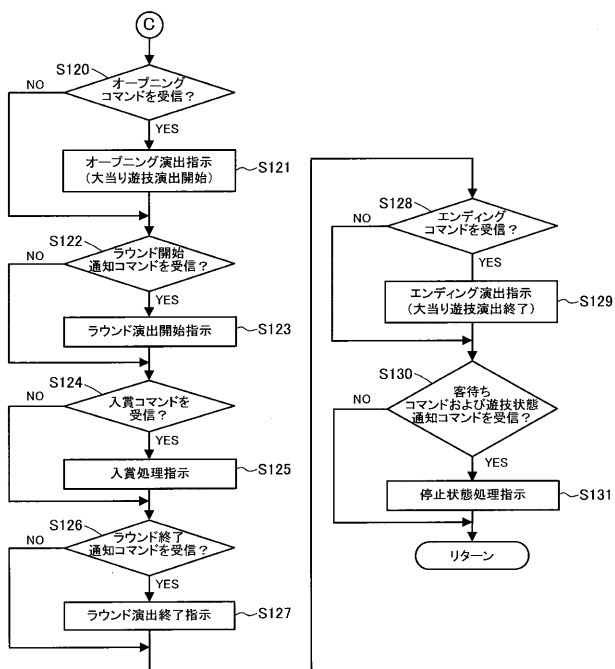 C
S120
オープニング
コマンドを受信？
NO
YES
オープニング演出指示
(大当り遊技演出開始)
S121
S122
ラウンド開始
通知コマンドを受信？
NO
YES
ラウンド演出開始指示
S123
S124
入賞コマンドを
受信？
NO
YES
入賞処理指示
S125
S126
ラウンド終了
通知コマンドを受信？
NO
YES
ラウンド演出終了指示
S127
S128
エンディング
コマンドを受信？
NO
YES
エンディング演出指示
(大当り遊技演出終了)
S129
S130
客待ち
コマンドおよび遊技状態
通知コマンドを受信？
NO
YES
停止状態処理指示
S131
リターン